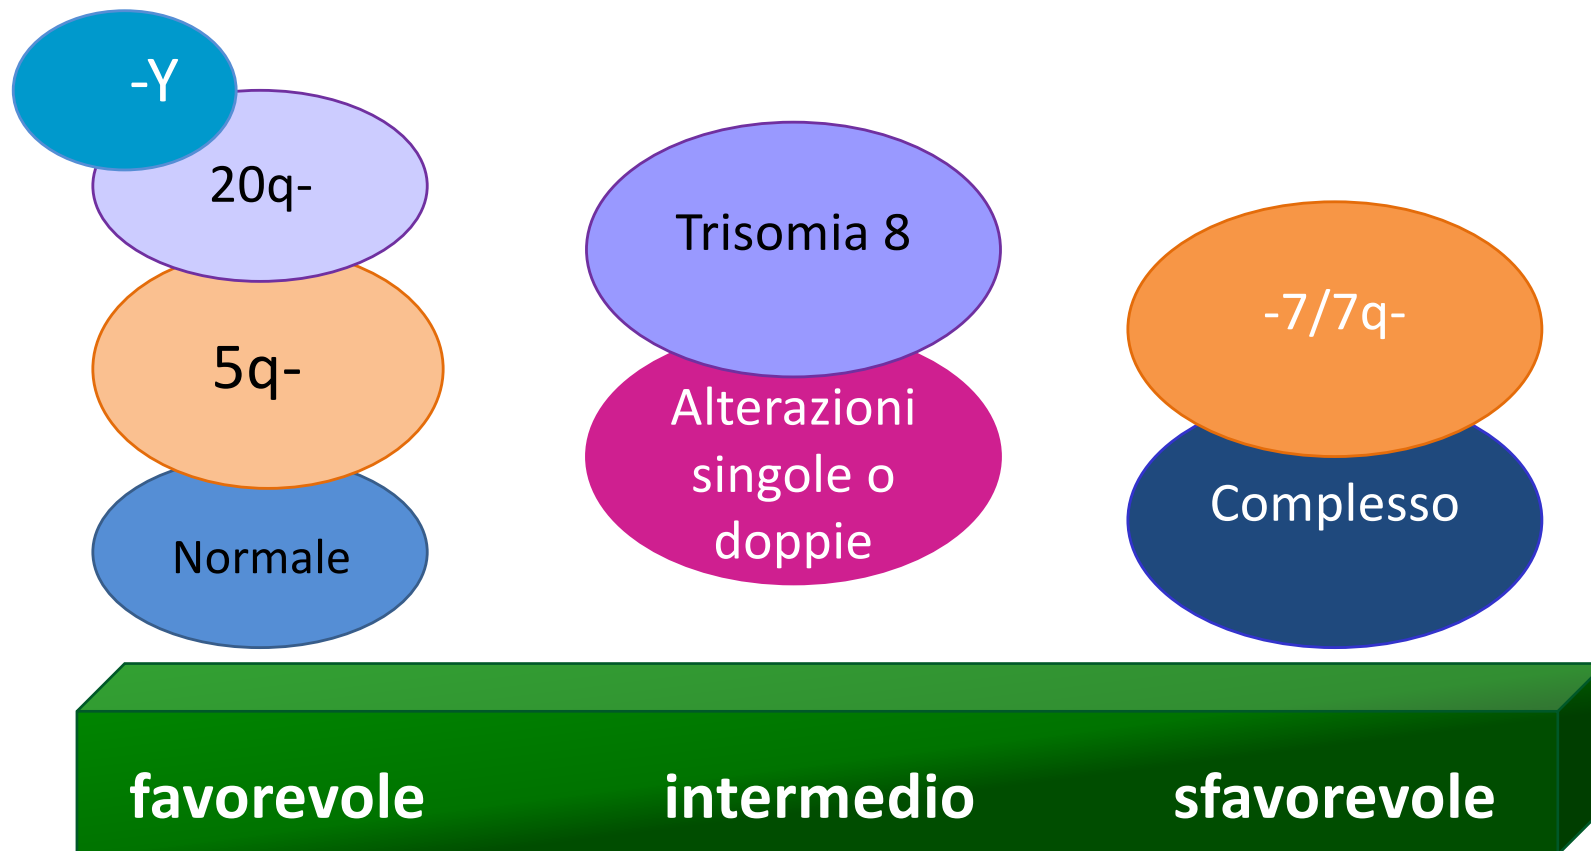 -Y
20q-
5q-
Normale
Trisomia 8
Alterazioni
singole o
doppie
-7/7q-
Complesso
favorevole
intermedio
sfavorevole